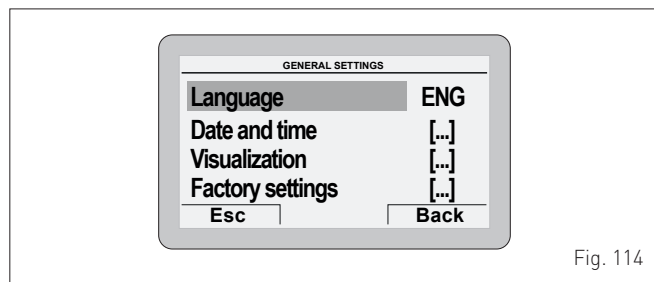 GENERAL SETTINGS
Language ENG
Date and time [...]
Visualization [...]
Factory settings [...]
Esc Back
Fig. 114